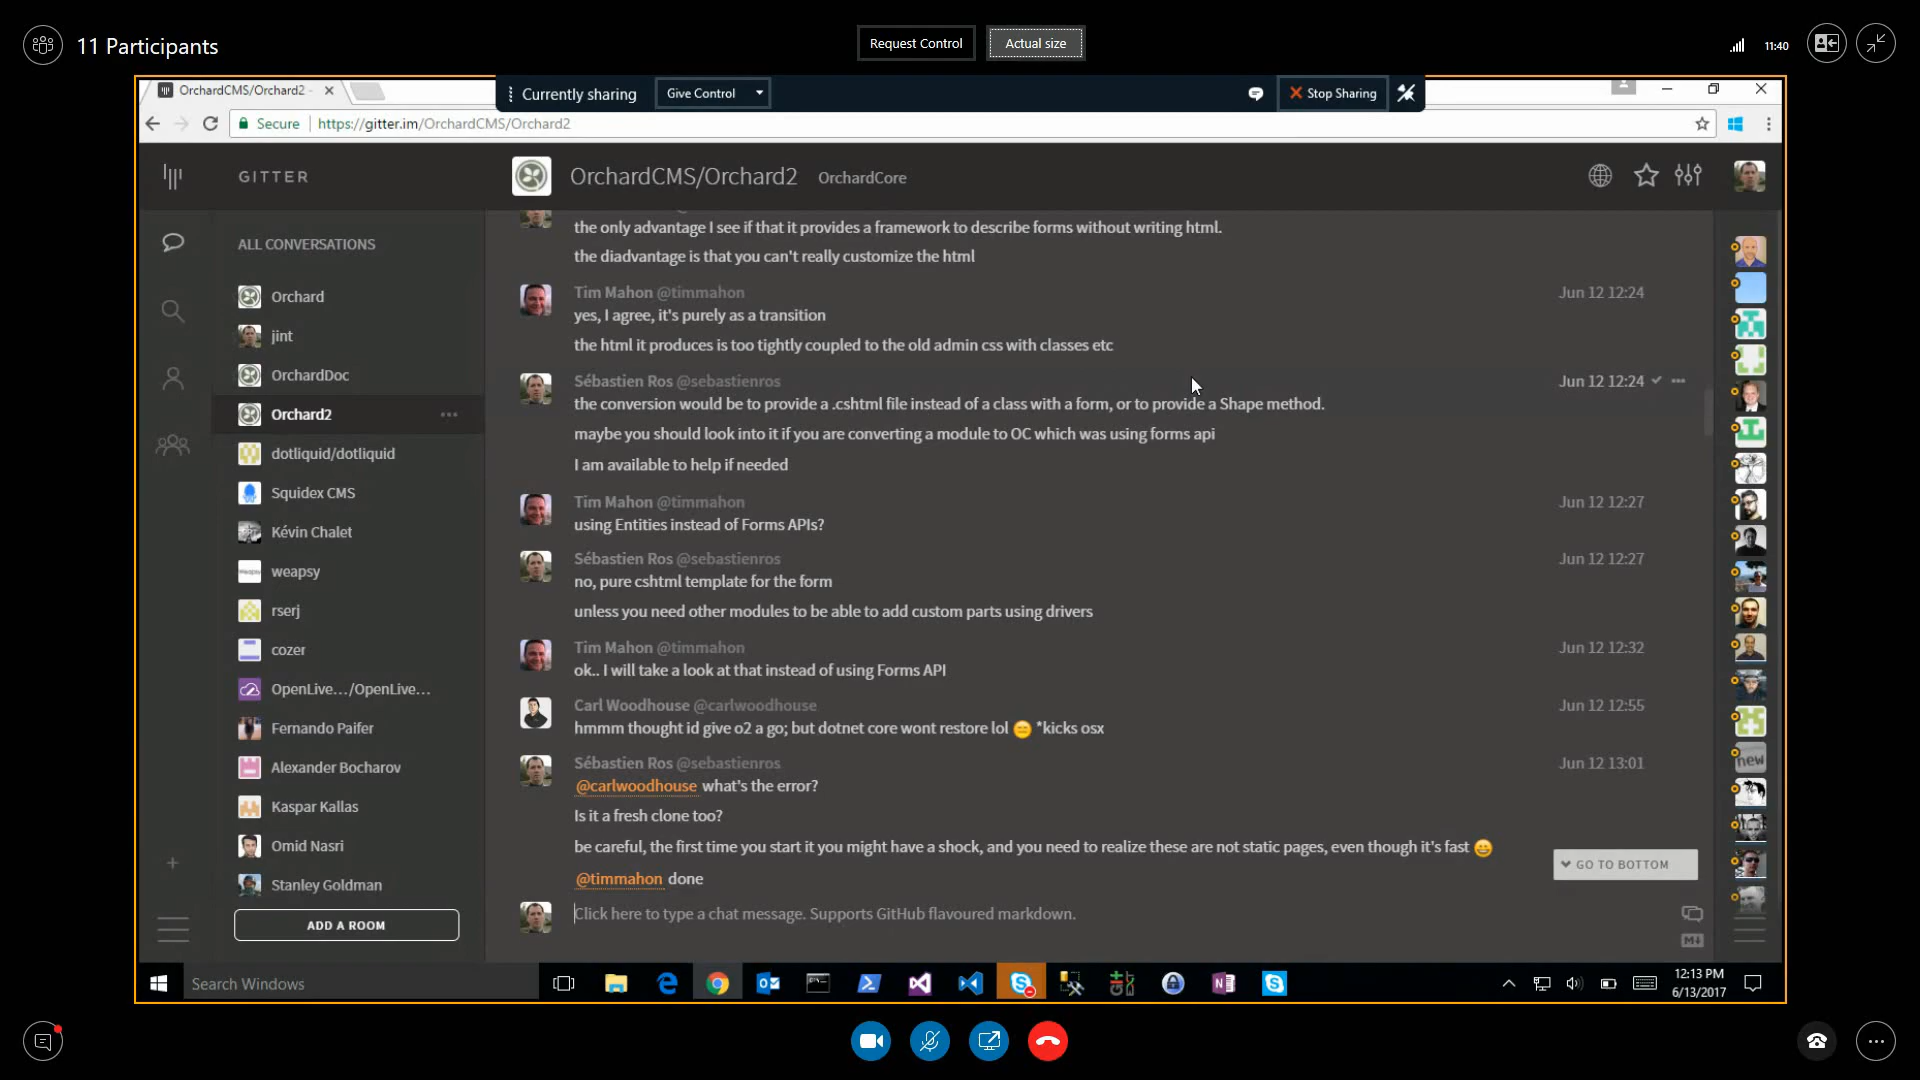 11 Participants
Request Control
Actual size
11:40
OrchardCMS/Orchard2 -
Currently sharing
Give Control
Stop Sharing
Secure
https://gitter.im/OrchardCMS/Orchard2
GITTER
OrchardCMS/Orchard2
OrchardCore
ALL CONVERSATIONS
Orchard
jint
OrchardDoc
Orchard2
dotliquid/dotliquid
Squidex CMS
Kévin Chalet
weapsy
rserj
cozer
OpenLive.../OpenLive...
Fernando Paifer
Alexander Bocharov
Kaspar Kallas
Omid Nasri
Stanley Goldman
ADD A ROOM
the only advantage I see if that it provides a framework to describe forms without writing html.
the diadvantage is that you can't really customize the html
Tim Mahon @timmahon Jun 12 12:24
yes, I agree, it's purely as a transition
the html it produces is too tightly coupled to the old admin css with classes etc
Sébastien Ros @sebastienros Jun 12 12:24
the conversion would be to provide a .cshtml file instead of a class with a form, or to provide a Shape method.
maybe you should look into it if you are converting a module to OC which was using forms api
I am available to help if needed
Tim Mahon @timmahon Jun 12 12:27
using Entities instead of Forms APIs?
Sébastien Ros @sebastienros Jun 12 12:27
no, pure cshtml template for the form
unless you need other modules to be able to add custom parts using drivers
Tim Mahon @timmahon Jun 12 12:32
ok.. I will take a look at that instead of using Forms API
Carl Woodhouse @carlwoodhouse Jun 12 12:55
hmmm thought id give o2 a go; but dotnet core wont restore lol 😑 *kicks osx
Sébastien Ros @sebastienros Jun 12 13:01
@carlwoodhouse what's the error?
Is it a fresh clone too?
be careful, the first time you start it you might have a shock, and you need to realize these are not static pages, even though it's fast 😀
@timmahon done
GO TO BOTTOM
Click here to type a chat message. Supports GitHub flavoured markdown.
new
Search Windows
12:13 PM
6/13/2017